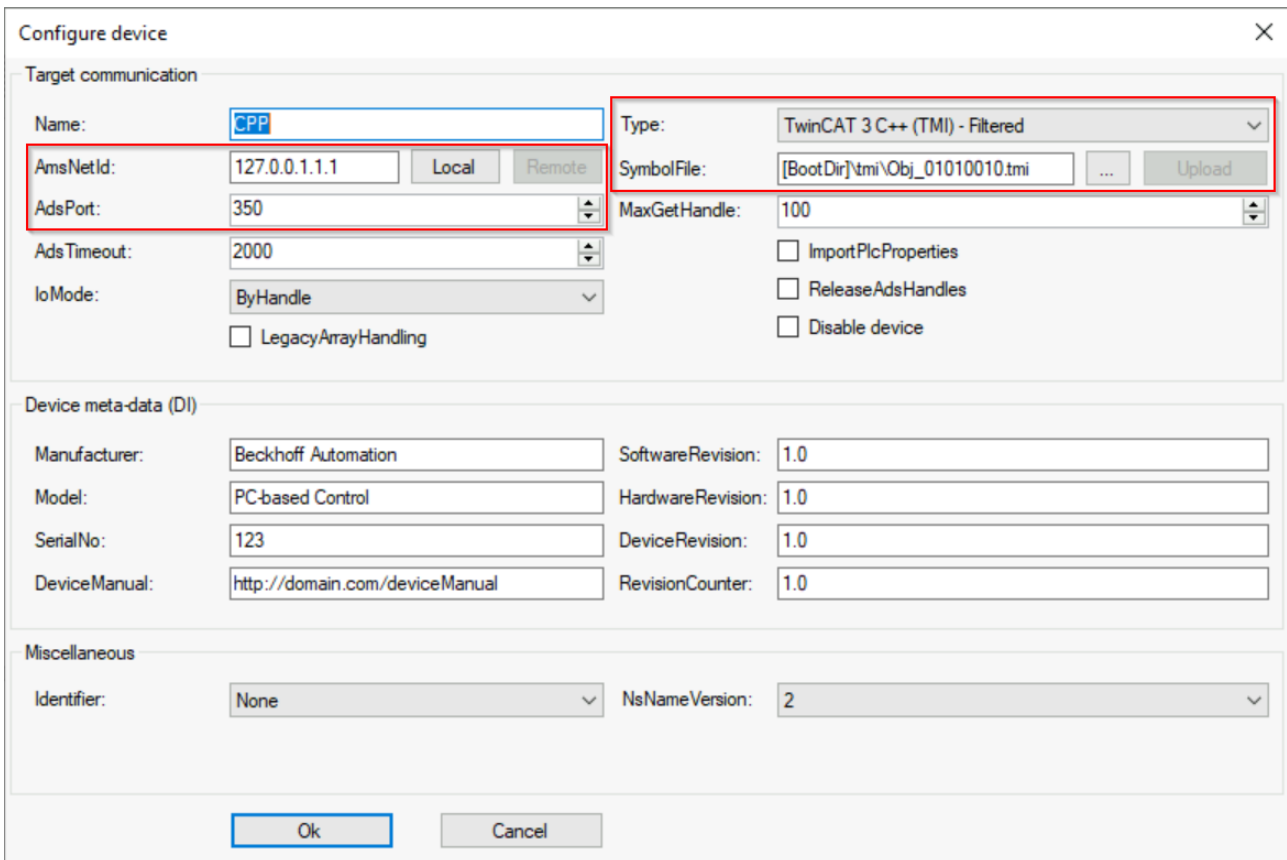 Configure device
Target communication
Name: CPP Type: TwinCAT 3 C++ (TMI) - Filtered
AmsNetId: 127.0.0.1.1.1 Local Remote SymbolFile: [BootDir]\tmi\Obj_01010010.tmi ... Upload
AdsPort: 350 MaxGetHandle: 100
AdsTimeout: 2000 ImportPlcProperties
IoMode: ByHandle ReleaseAdsHandles
LegacyArrayHandling Disable device
Device meta-data (DI)
Manufacturer: Beckhoff Automation SoftwareRevision: 1.0
Model: PC-based Control HardwareRevision: 1.0
SerialNo: 123 DeviceRevision: 1.0
DeviceManual: http://domain.com/deviceManual RevisionCounter: 1.0
Miscellaneous
Identifier: None NsNameVersion: 2
Ok Cancel